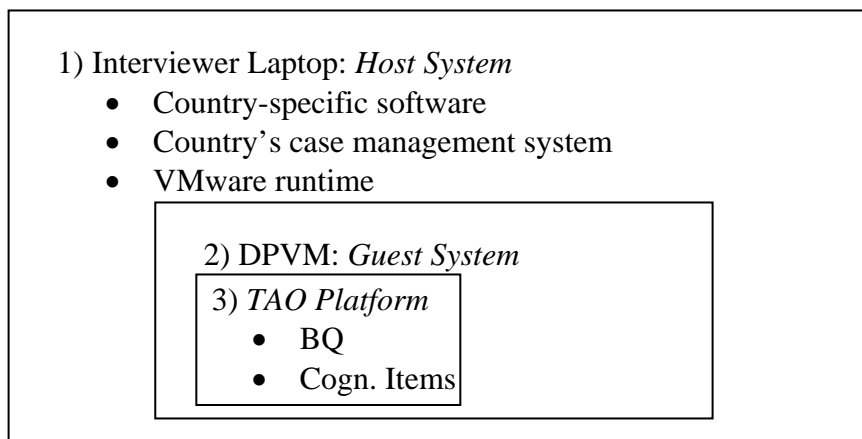 1) Interviewer Laptop: Host System
• Country-specific software
• Country’s case management system
• VMware runtime
2) DPVM: Guest System
3) TAO Platform
• BQ
• Cogn. Items